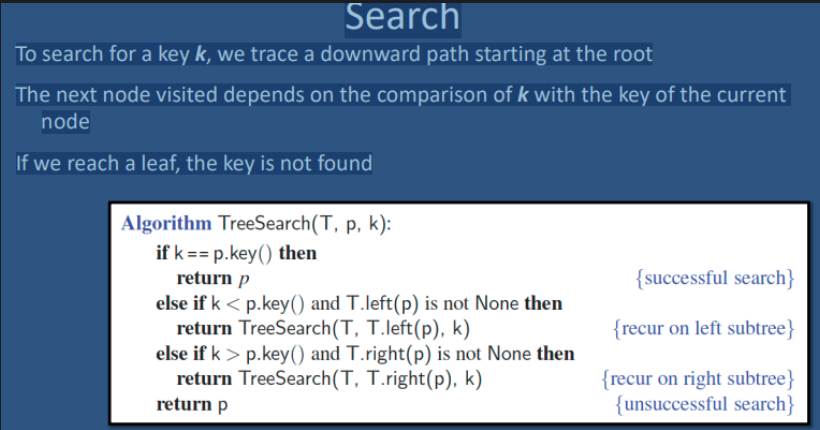 Search
To search for a key k, we trace a downward path starting at the root
The next node visited depends on the comparison of k with the key of the current
node
If we reach a leaf, the key is not found
Algorithm TreeSearch(T, p, k):
if k == p.key() then
return p {successful search}
else if k < p.key() and T.left(p) is not None then
return TreeSearch(T, T.left(p), k) {recur on left subtree}
else if k > p.key() and T.right(p) is not None then
return TreeSearch(T, T.right(p), k) {recur on right subtree}
return p {unsuccessful search}